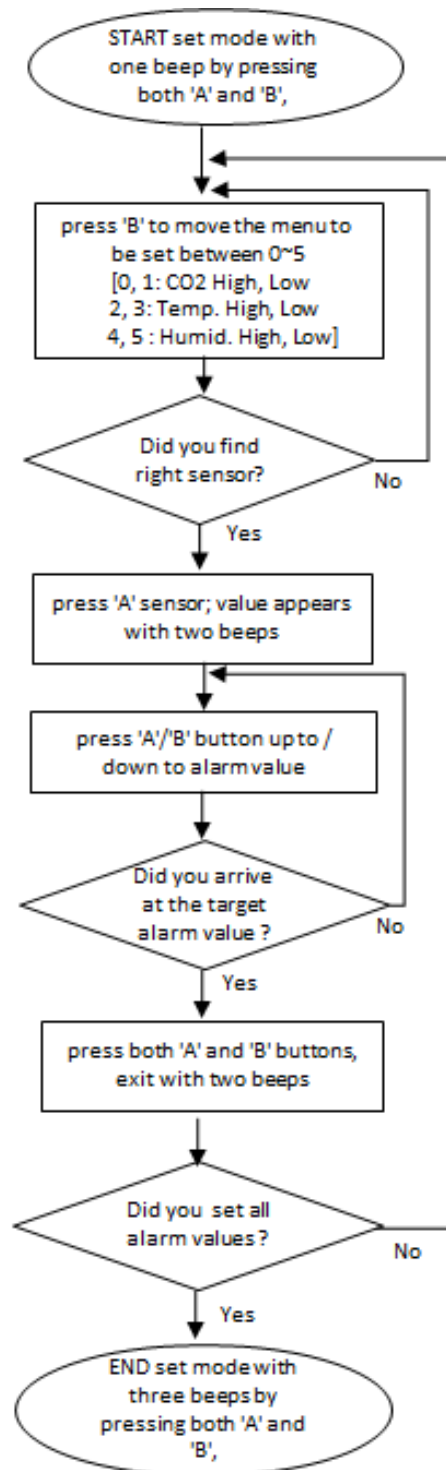 START set mode with
one beep by pressing
both 'A' and 'B',
press 'B' to move the menu to
be set between 0~5
[0, 1: CO2 High, Low
2, 3: Temp. High, Low
4, 5 : Humid. High, Low]
Did you find
right sensor?
No
Yes
press 'A' sensor; value appears
with two beeps
press 'A'/'B' button up to /
down to alarm value
Did you arrive
at the target
alarm value ?
No
Yes
press both 'A' and 'B' buttons,
exit with two beeps
Did you set all
alarm values ?
No
Yes
END set mode with
three beeps by
pressing both 'A' and
'B',